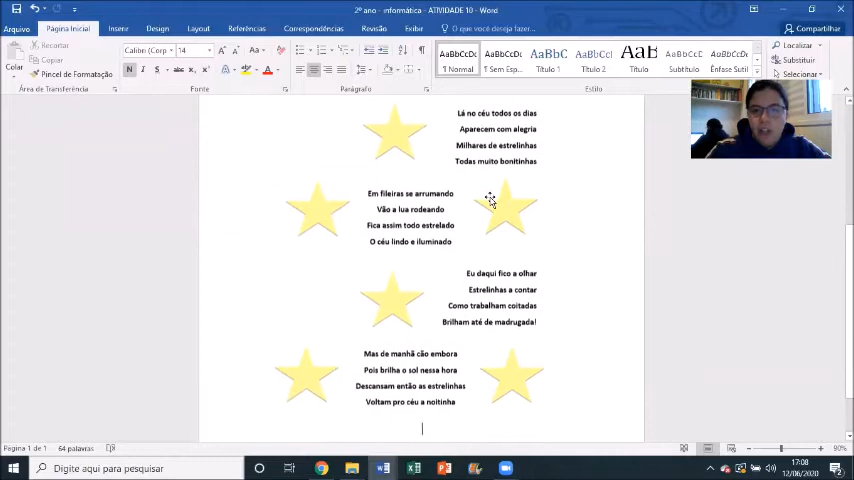 2º ano - informática - ATIVIDADE 10 - Word
Arquivo
Página Inicial
Inserir
Design
Layout
Referências
Correspondências
Revisão
Exibir
O que você deseja fazer...
Compartilhar
Colar
Recortar
Copiar
Pincel de Formatação
Área de Transferência
Calibri (Corp
14
Fonte
Parágrafo
AaBbCcDc
¶ Normal
AaBbCcDc
¶ Sem Esp...
AaBbC
Título 1
AaBbCcl
Título 2
AaB
Título
AaBbCcD
Subtítulo
AaBbCcDc
Ênfase Sutil
Estilo
Localizar
Substituir
Selecionar
Lá no céu todos os dias
Aparecem com alegria
Milhares de estrelinhas
Todas muito bonitinhas
Em fileiras se arrumando
Vão a lua rodeando
Fica assim todo estrelado
O céu lindo e iluminado
Eu daqui fico a olhar
Estrelinhas a contar
Como trabalham coitadas
Brilham até de madrugada!
Mas de manhã cão embora
Pois brilha o sol nessa hora
Descansam então as estrelinhas
Voltam pro céu a noitinha
Página 1 de 1
64 palavras
90%
Digite aqui para pesquisar
17:08
12/06/2020